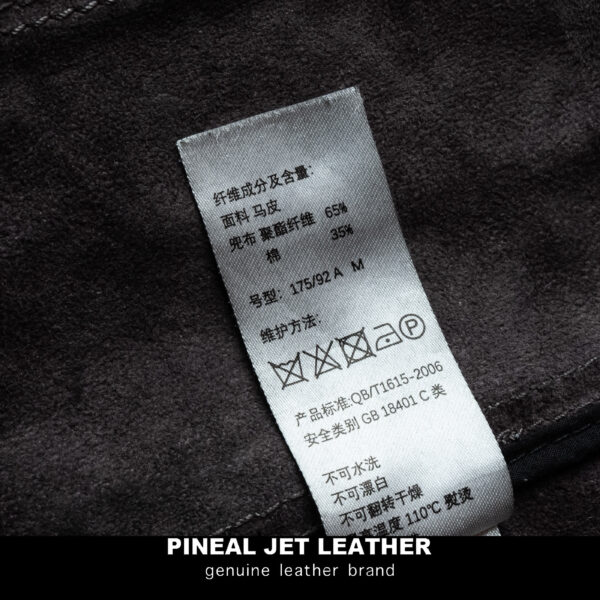 纤维成分及含量:
面料 马皮
兜布 聚酯纤维 65%
棉 35%
号型: 175/92 A M
维护方法:
P
产品标准:QB/T1615-2006
安全类别 GB 18401 C 类
不可水洗
不可漂白
不可翻转干燥
温度 110℃ 熨烫
PINEAL JET LEATHER
genuine leather brand